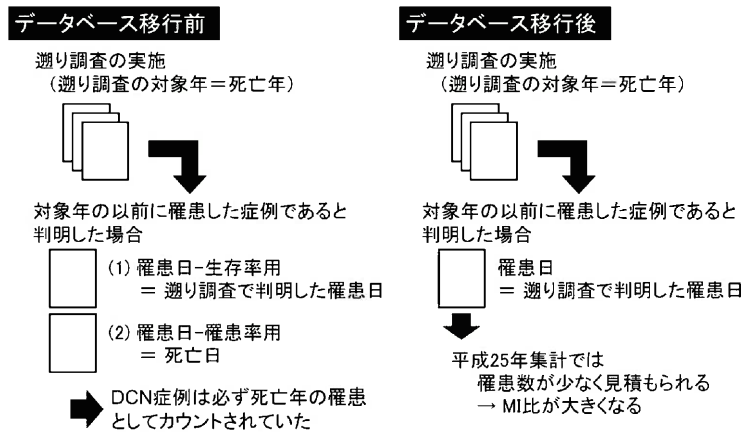 データベース移行前
遡り調査の実施
(遡り調査の対象年＝死亡年)
対象年の以前に罹患した症例であると
判明した場合
(1) 罹患日-生存率用
＝ 遡り調査で判明した罹患日
(2) 罹患日-罹患率用
＝ 死亡日
DCN症例は必ず死亡年の罹患
としてカウントされていた
データベース移行後
遡り調査の実施
(遡り調査の対象年＝死亡年)
対象年の以前に罹患した症例であると
判明した場合
罹患日
＝ 遡り調査で判明した罹患日
平成25年集計では
罹患数が少なく見積もられる
→ MI比が大きくなる